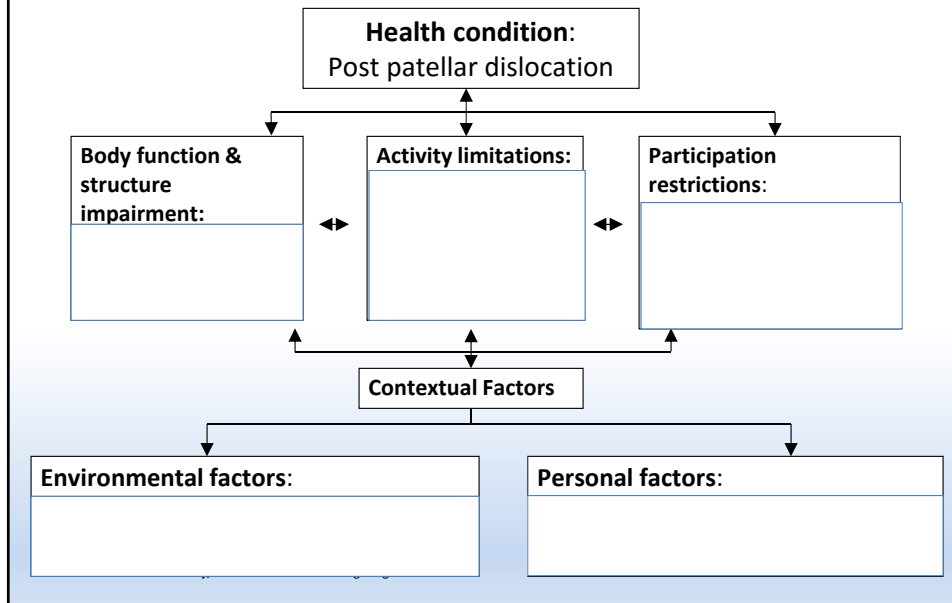 Health condition:
Post patellar dislocation
Body function &
structure
impairment:
Activity limitations:
Participation
restrictions:
Contextual Factors
Environmental factors:
Personal factors: